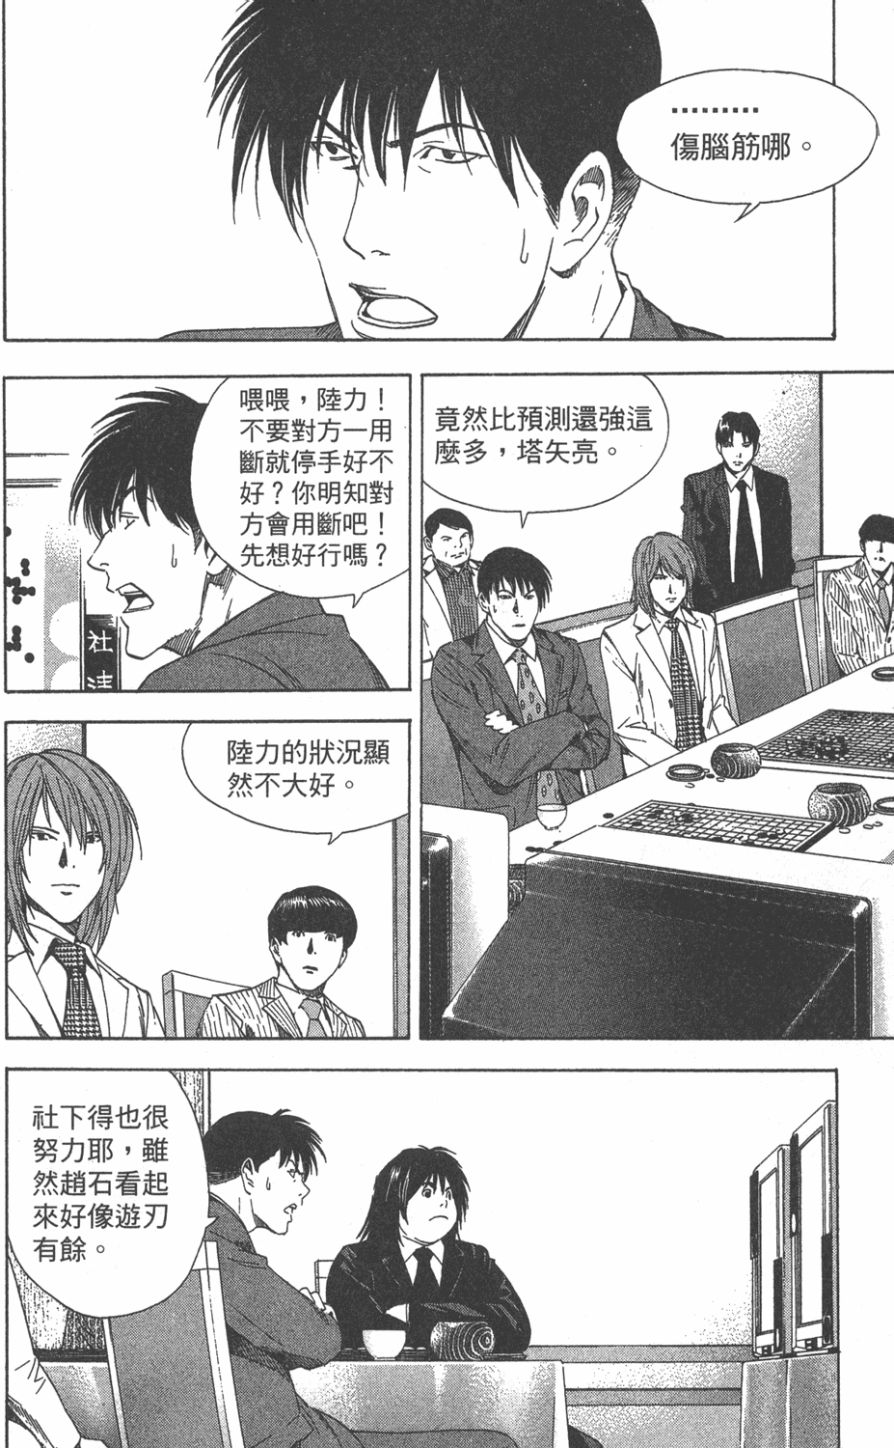 ………
傷腦筋哪。
竟然比預測還強這
麼多，塔矢亮。
喂喂，陸力！
不要對方一用
斷就停手好不
好？你明知對
方會用斷吧！
先想好行嗎？
社
清
陸力的狀況顯
然不大好。
社下得也很
努力耶，雖
然趙石看起
來好像遊刃
有餘。